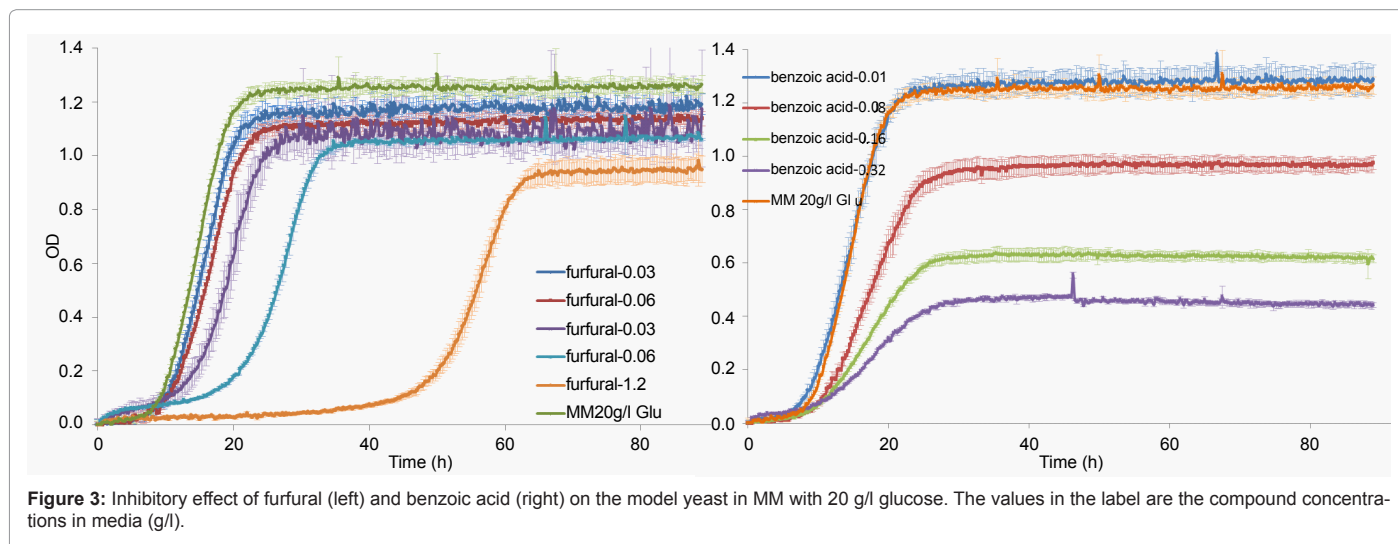 1.4
1.2
1.0
0.8
0.6
0.4
0.2
0.0
OD
0
20
40
60
80
Time (h)
furfural-0.03
furfural-0.06
furfural-0.03
furfural-0.06
furfural-1.2
MM20g/l Glu
1.4
1.2
1.0
0.8
0.6
0.4
0.2
0.0
0
20
40
60
80
Time (h)
benzoic acid-0.01
benzoic acid-0.08
benzoic acid-0.16
benzoic acid-0.32
MM 20g/l Glu
Figure 3: Inhibitory effect of furfural (left) and benzoic acid (right) on the model yeast in MM with 20 g/l glucose. The values in the label are the compound concentra-
tions in media (g/l).